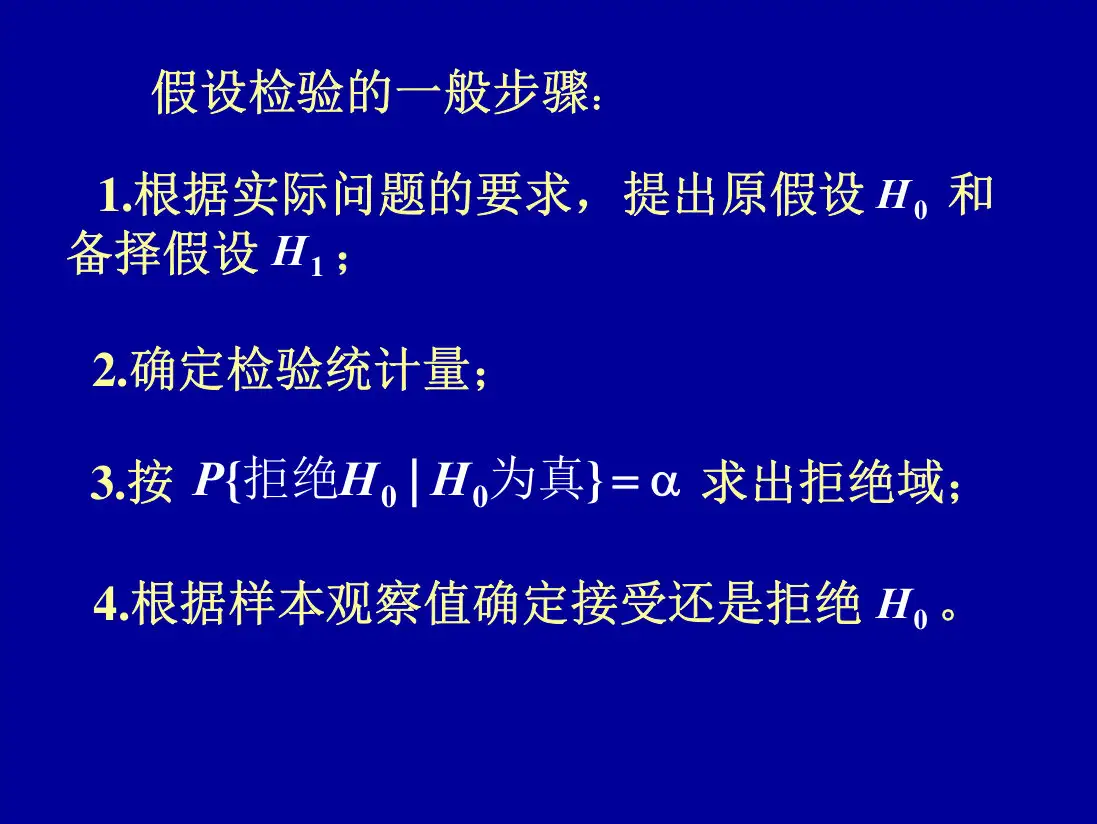 假设检验的一般步骤：
1.根据实际问题的要求，提出原假设 H₀ 和
备择假设 H₁；
2.确定检验统计量；
3.按 P{拒绝H₀|H₀为真}=α 求出拒绝域；
4.根据样本观察值确定接受还是拒绝 H₀。